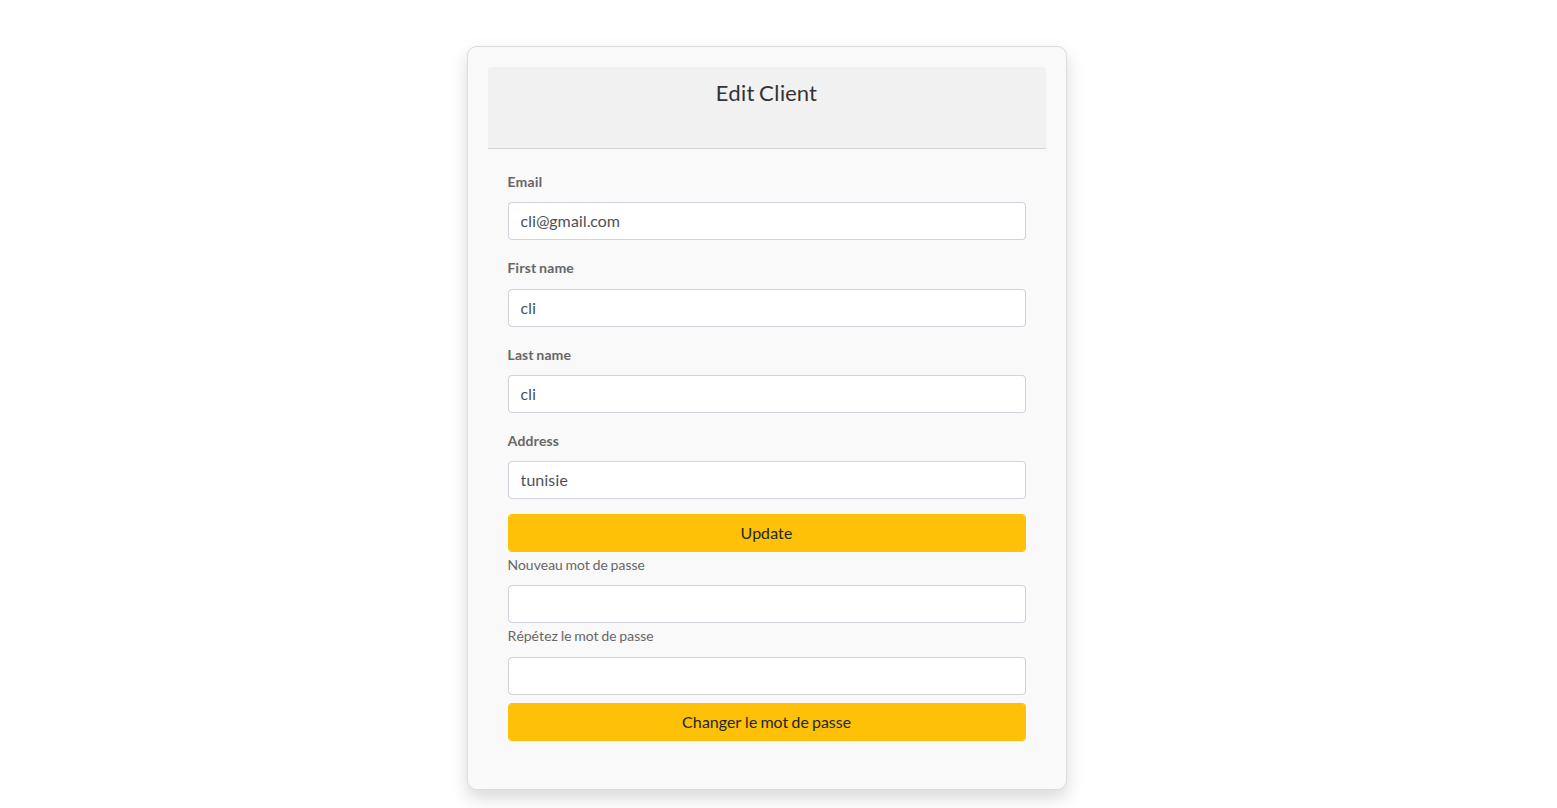 Edit Client
Email
cli@gmail.com
First name
cli
Last name
cli
Address
tunisie
Update
Nouveau mot de passe
Répétez le mot de passe
Changer le mot de passe